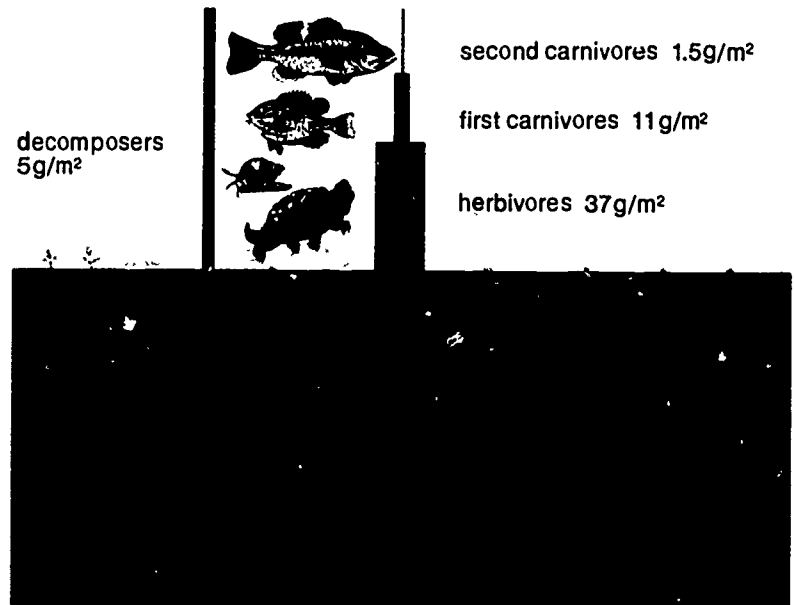 second carnivores 1.5g/m²
first carnivores 11g/m²
decomposers
5g/m²
herbivores 37g/m²